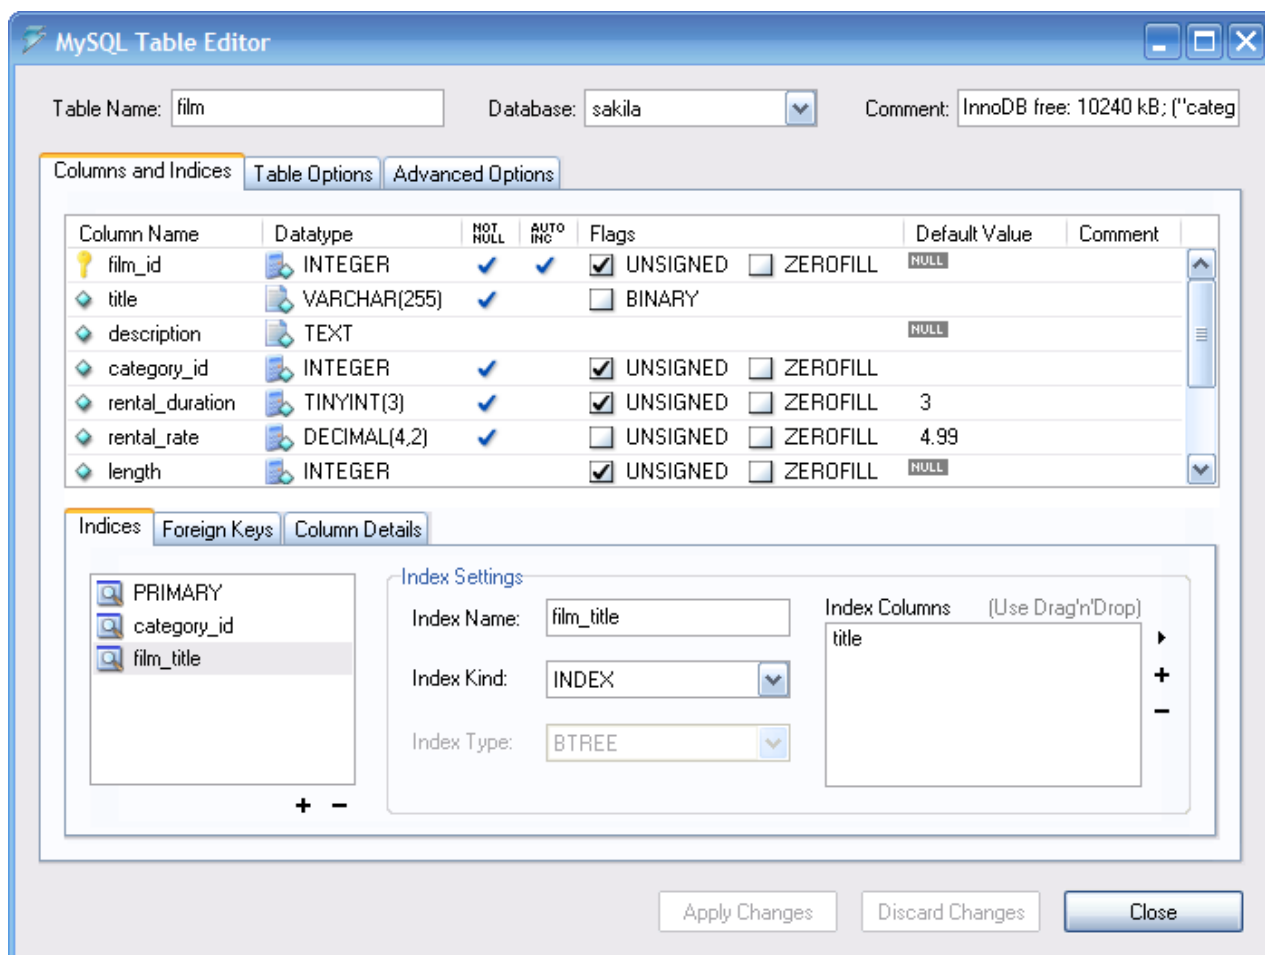 MySQL Table Editor
Table Name: film Database: sakila Comment: InnoDB free: 10240 kB; ("categ
Columns and Indices Table Options Advanced Options
Column Name Datatype NOT NULL AUTO INC Flags Default Value Comment
film_id INTEGER UNSIGNED ZEROFILL NULL
title VARCHAR(255) BINARY
description TEXT NULL
category_id INTEGER UNSIGNED ZEROFILL
rental_duration TINYINT(3) UNSIGNED ZEROFILL 3
rental_rate DECIMAL(4,2) UNSIGNED ZEROFILL 4.99
length INTEGER UNSIGNED ZEROFILL NULL
Indices Foreign Keys Column Details
PRIMARY
category_id
film_title
Index Settings
Index Name: film_title
Index Kind: INDEX
Index Type: BTREE
Index Columns (Use Drag'n'Drop)
title
Apply Changes Discard Changes Close